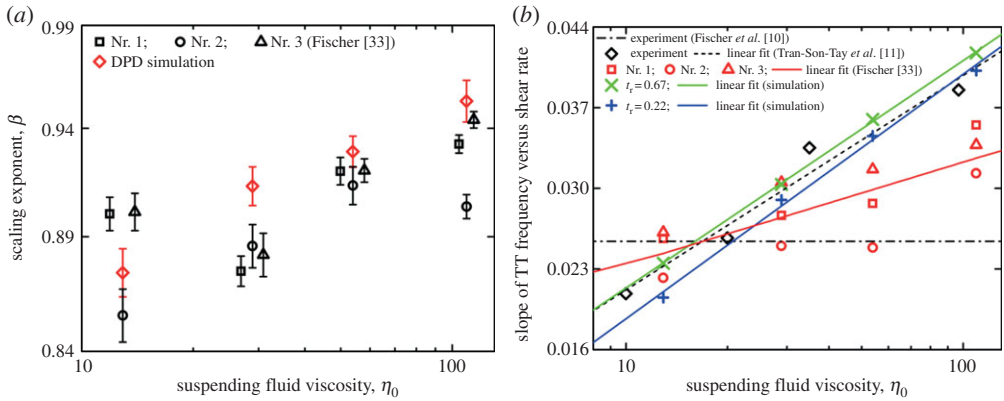 (a)
0.99
Nr. 1; Nr. 2; Nr. 3 (Fischer [33])
DPD simulation
0.94
0.89
0.84
scaling exponent, β
10 100
suspending fluid viscosity, η0
(b)
0.044
experiment (Fischer et al. [10])
experiment linear fit (Tran-Son-Tay et al. [11])
Nr. 1; Nr. 2; Nr. 3; linear fit (Fischer [33])
tr = 0.67; linear fit (simulation)
tr = 0.22; linear fit (simulation)
0.037
0.030
0.023
0.016
slope of TT frequency versus shear rate
10 100
suspending fluid viscosity, η0